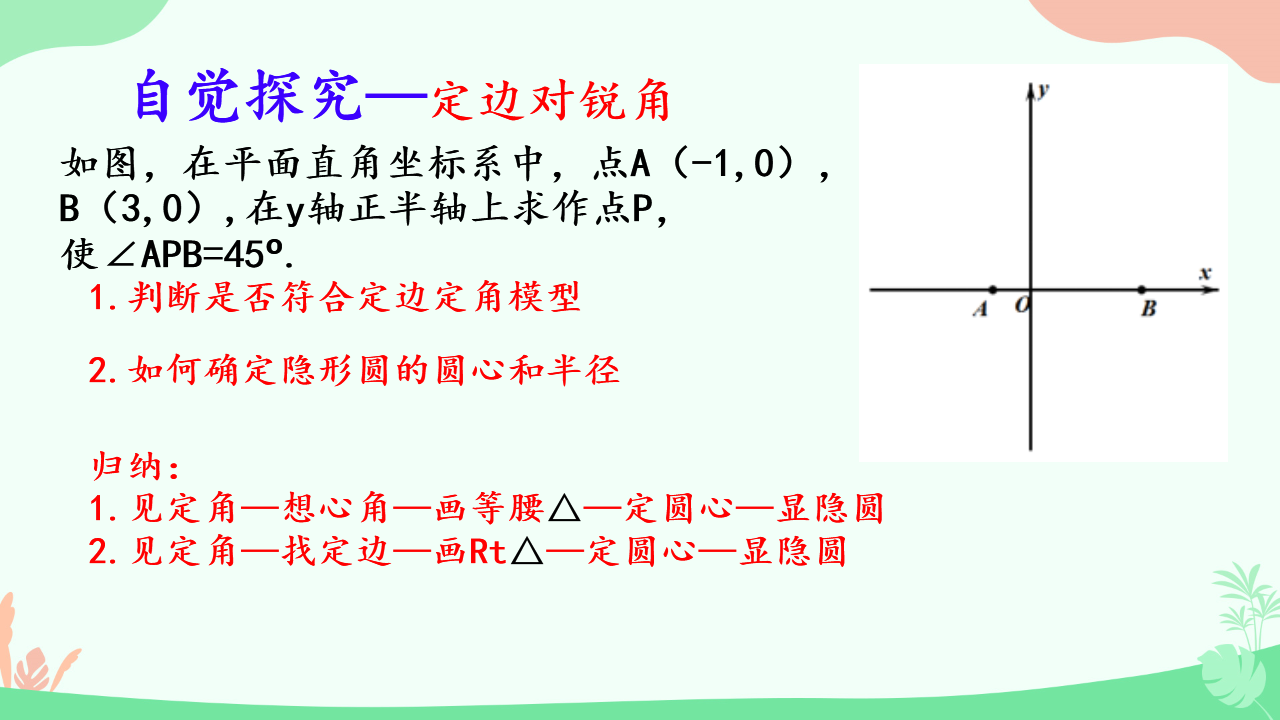 自觉探究—定边对锐角
如图，在平面直角坐标系中，点A（-1,0），
B（3,0）,在y轴正半轴上求作点P，
使∠APB=45º.
1.判断是否符合定边定角模型
2.如何确定隐形圆的圆心和半径
归纳：
1.见定角—想心角—画等腰△—定圆心—显隐圆
2.见定角—找定边—画Rt△—定圆心—显隐圆
y
x
A
O
B